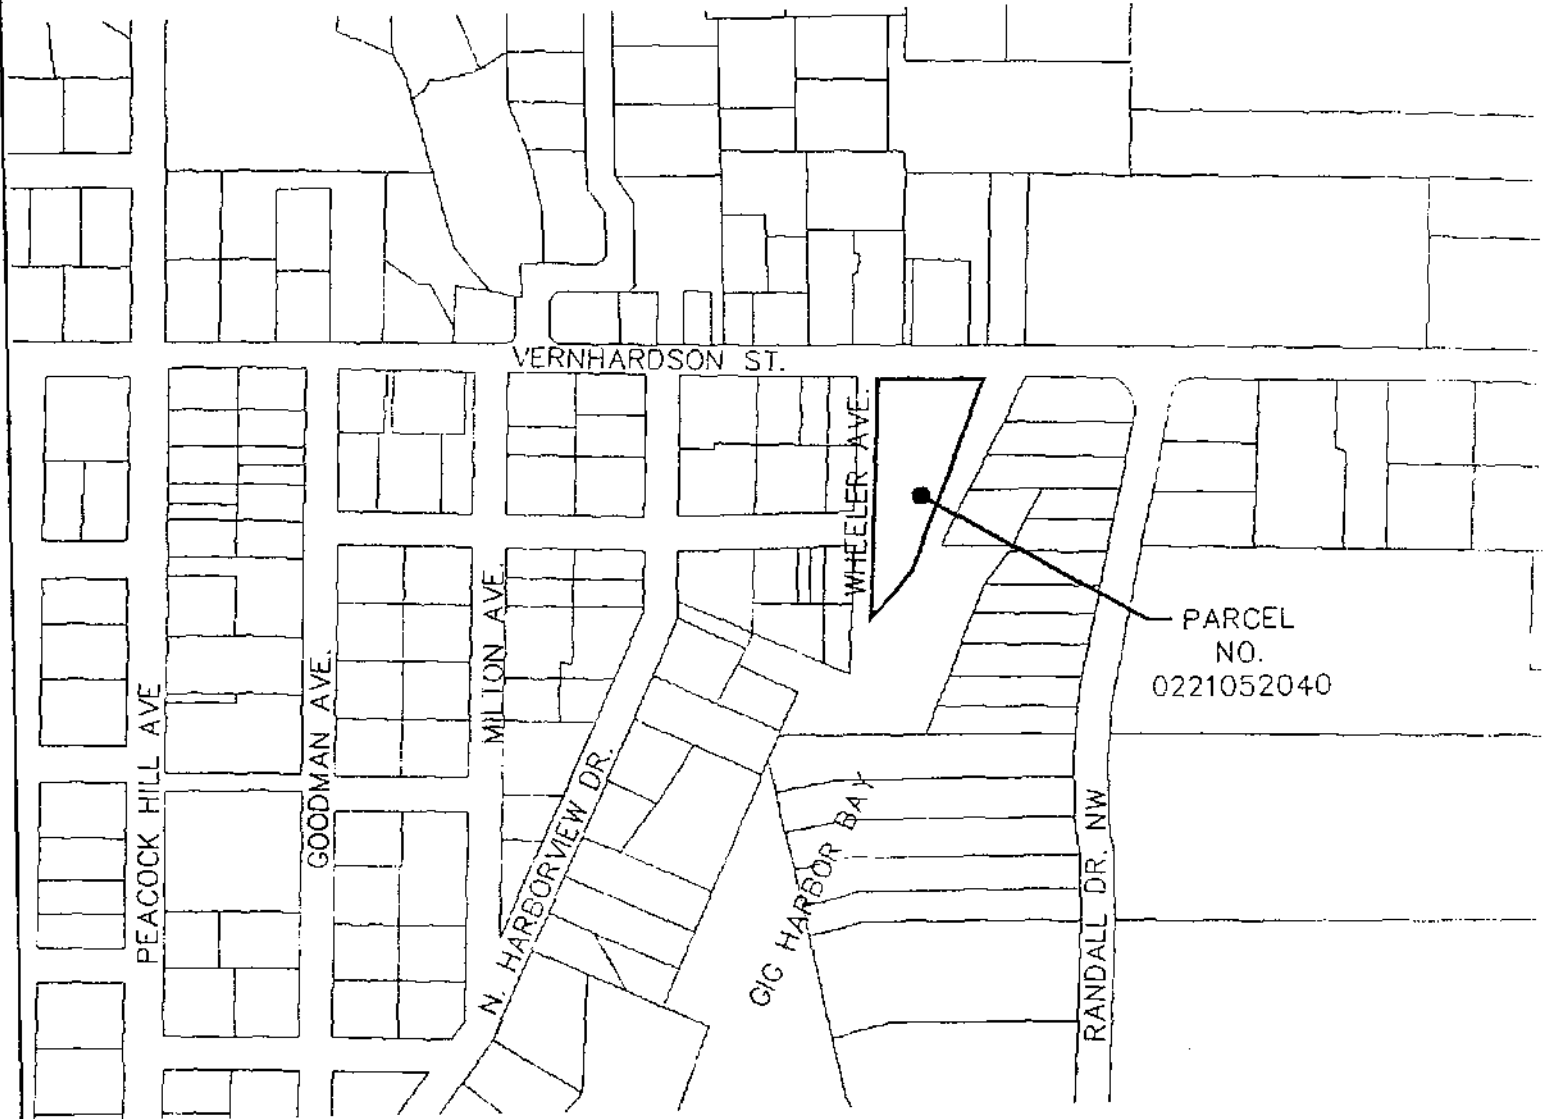 VERNHARDSON ST.
WHEELER AVE.
PARCEL
NO.
0221052040
PEACOCK HILL AVE
GOODMAN AVE.
MILTON AVE.
N. HARBORVIEW DR.
GIG HARBOR BAY
RANDALL DR. NW